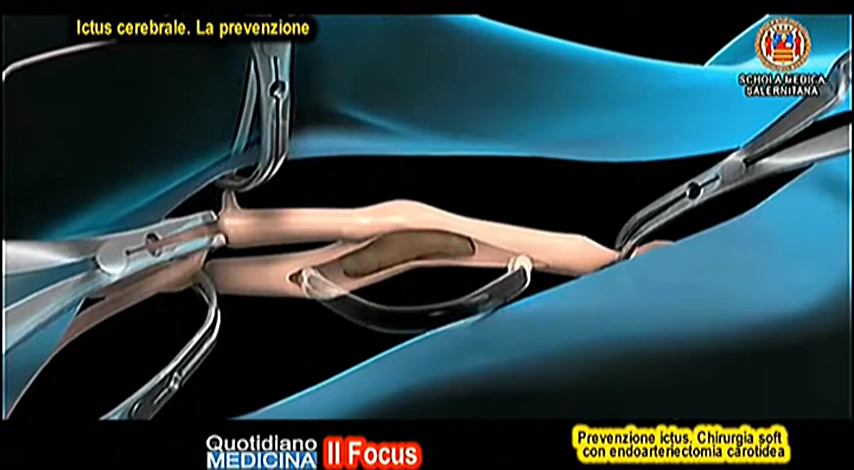 Ictus cerebrale. La prevenzione
SCHOLA MEDICA
SALERNITANA
Quotidiano
MEDICINA Il Focus
Prevenzione Ictus. Chirurgia soft
con endoarteriectomia carotidea